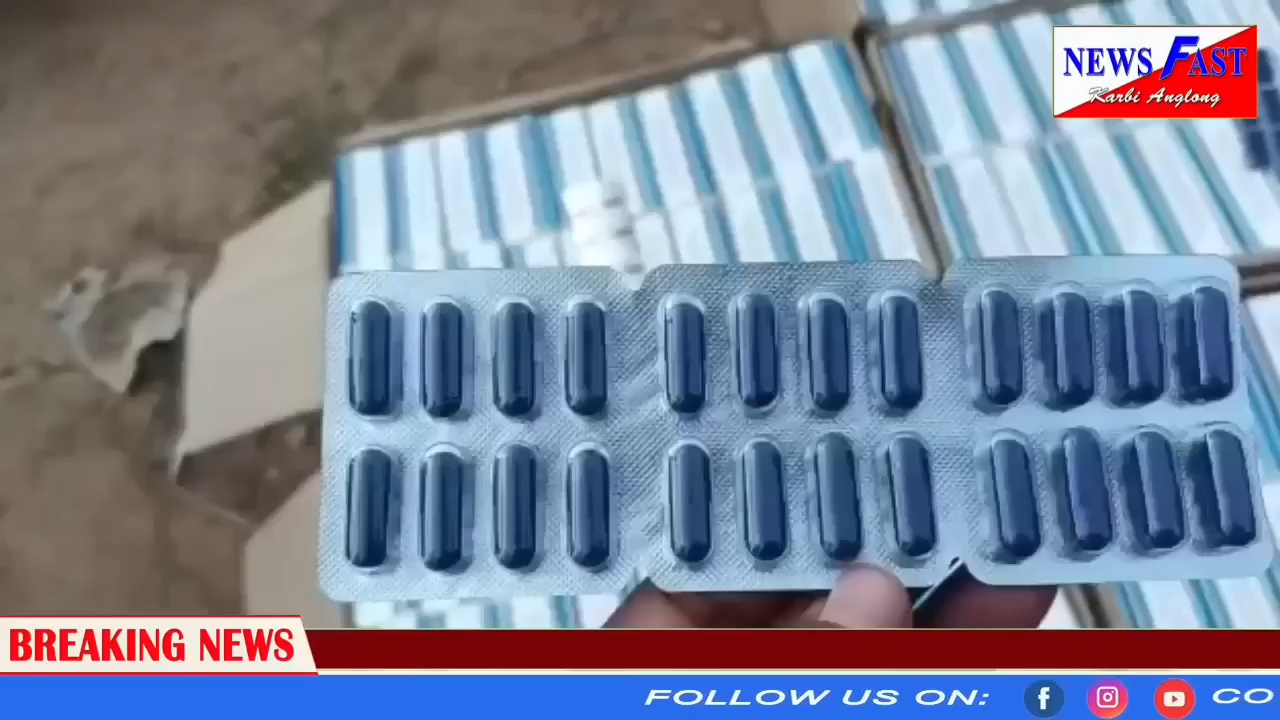 NEWS FAST
Karbi Anglong
BREAKING NEWS
FOLLOW US ON:
CO